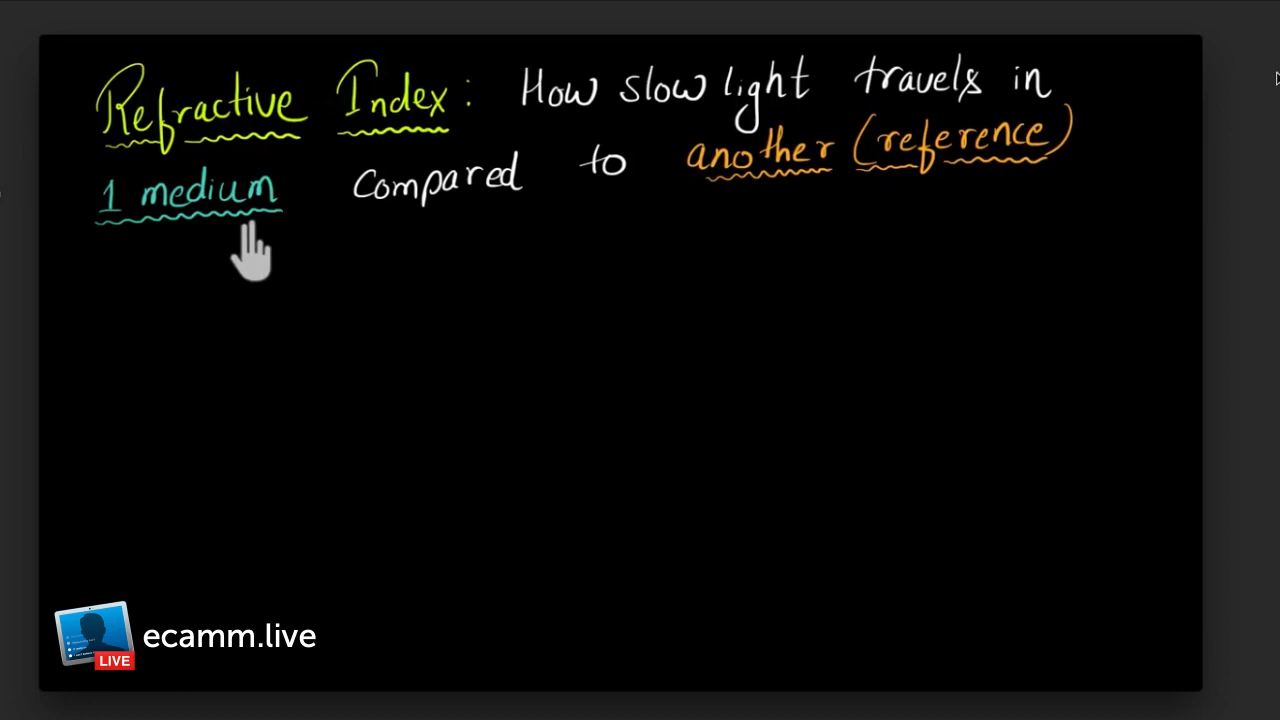 Refractive Index: How slow light travels in
1 medium compared to another (reference)
ecamm.live
LIVE